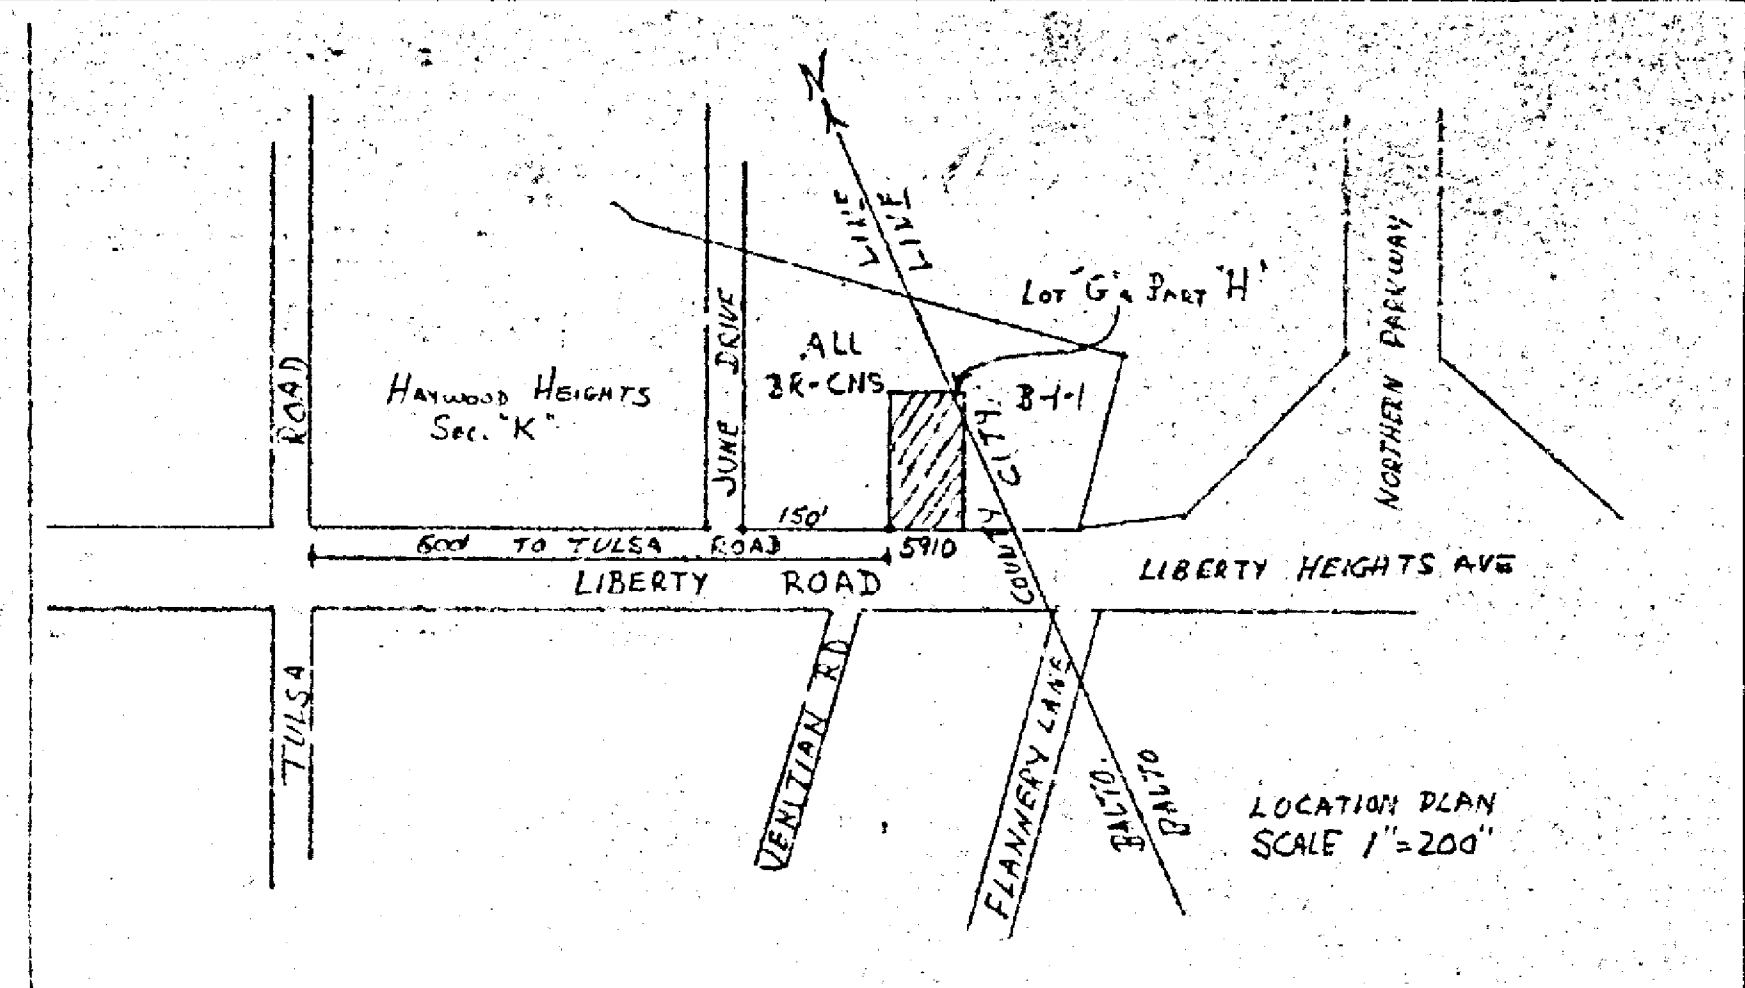 N
LINE
LINE
LOT "G" & PART "H"
ALL
BR-CNS
B-1-1
HAYWOOD HEIGHTS
SEC. "K"
ROAD
JUNE DRIVE
NORTHERN PARKWAY
CITY
COUNTY
150'
600' TO TULSA ROAD
5910
LIBERTY ROAD
LIBERTY HEIGHTS AVE
TULSA
VENITIAN RD
FLANNERY LANE
BALTO.
BALTO
LOCATION PLAN
SCALE 1"=200"